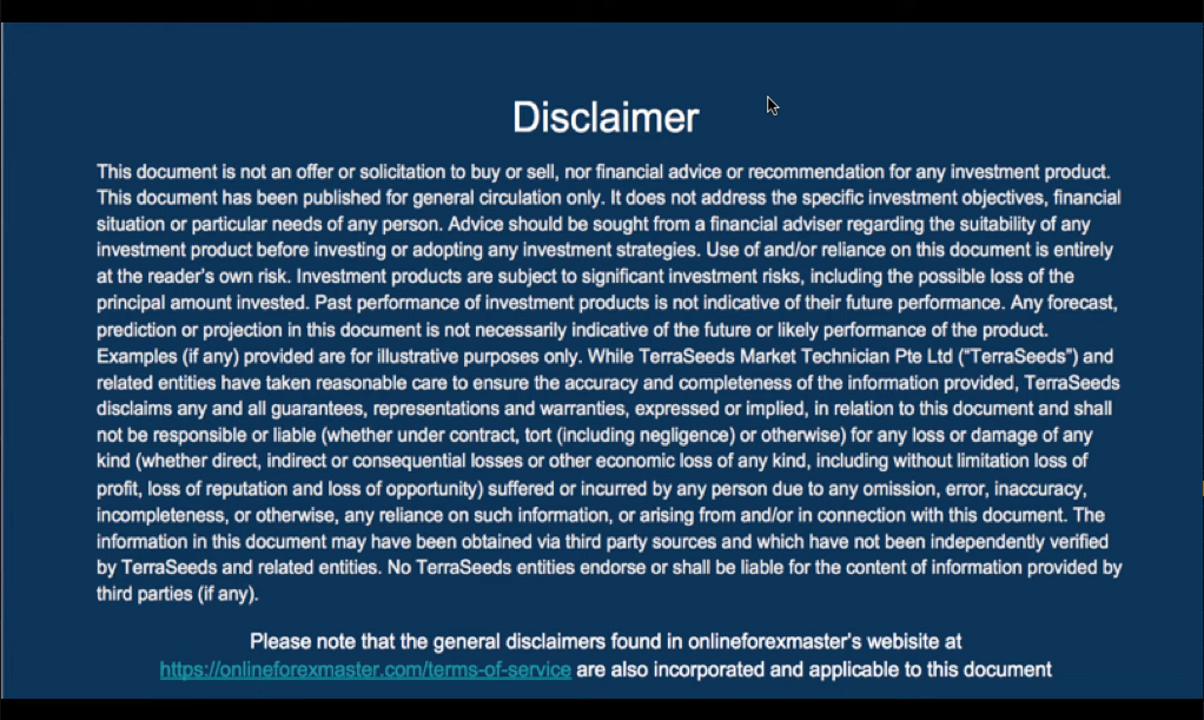 Disclaimer
This document is not an offer or solicitation to buy or sell, nor financial advice or recommendation for any investment product.
This document has been published for general circulation only. It does not address the specific investment objectives, financial
situation or particular needs of any person. Advice should be sought from a financial adviser regarding the suitability of any
investment product before investing or adopting any investment strategies. Use of and/or reliance on this document is entirely
at the reader's own risk. Investment products are subject to significant investment risks, including the possible loss of the
principal amount invested. Past performance of investment products is not indicative of their future performance. Any forecast,
prediction or projection in this document is not necessarily indicative of the future or likely performance of the product.
Examples (if any) provided are for illustrative purposes only. While TerraSeeds Market Technician Pte Ltd (“TerraSeeds”) and
related entities have taken reasonable care to ensure the accuracy and completeness of the information provided, TerraSeeds
disclaims any and all guarantees, representations and warranties, expressed or implied, in relation to this document and shall
not be responsible or liable (whether under contract, tort (including negligence) or otherwise) for any loss or damage of any
kind (whether direct, indirect or consequential losses or other economic loss of any kind, including without limitation loss of
profit, loss of reputation and loss of opportunity) suffered or incurred by any person due to any omission, error, inaccuracy,
incompleteness, or otherwise, any reliance on such information, or arising from and/or in connection with this document. The
information in this document may have been obtained via third party sources and which have not been independently verified
by TerraSeeds and related entities. No TerraSeeds entities endorse or shall be liable for the content of information provided by
third parties (if any).
Please note that the general disclaimers found in onlineforexmaster's webisite at
https://onlineforexmaster.com/terms-of-service are also incorporated and applicable to this document